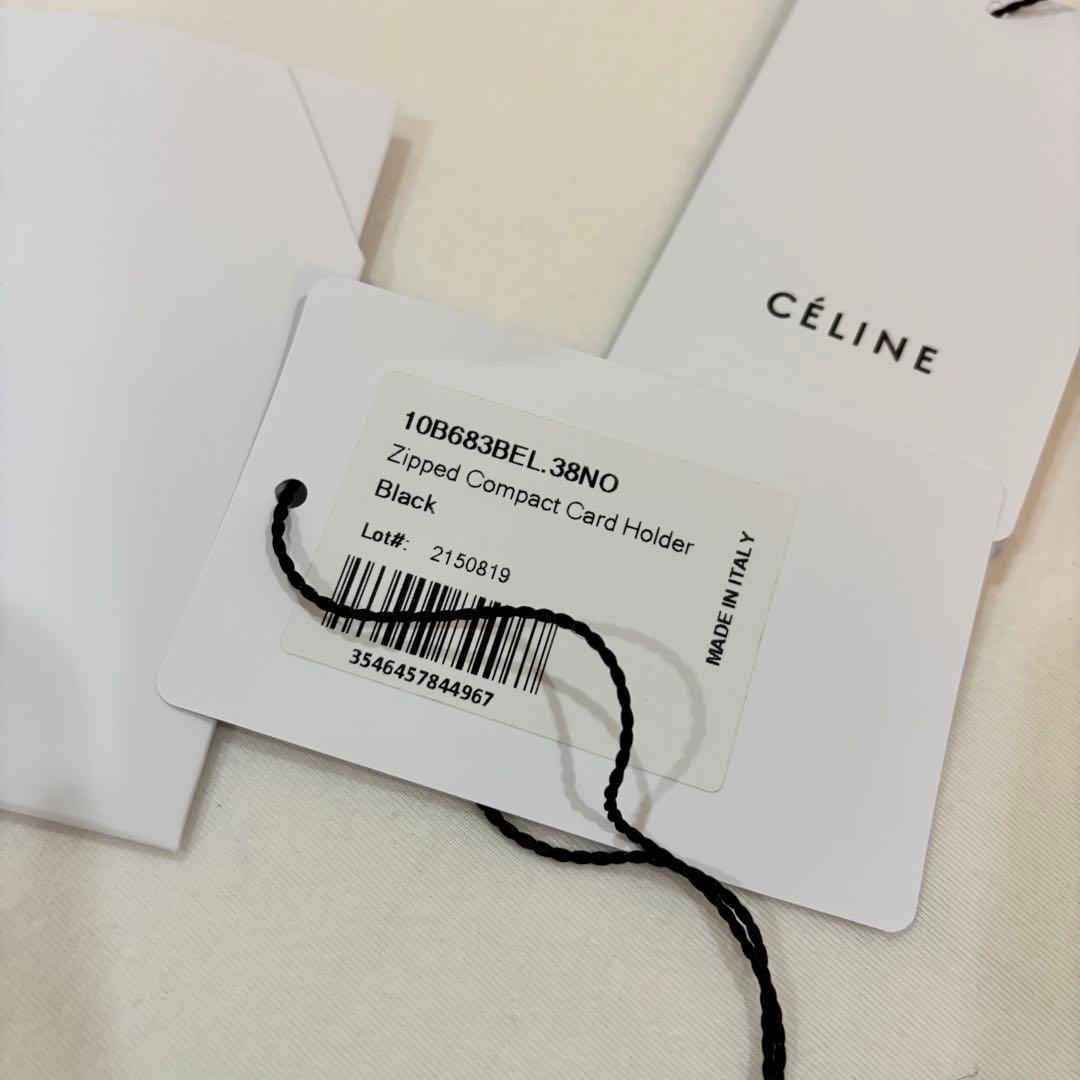 CÉLINE
10B683BEL.38NO
Zipped Compact Card Holder
Black
Lot#: 2150819
3546457844967
MADE IN ITALY